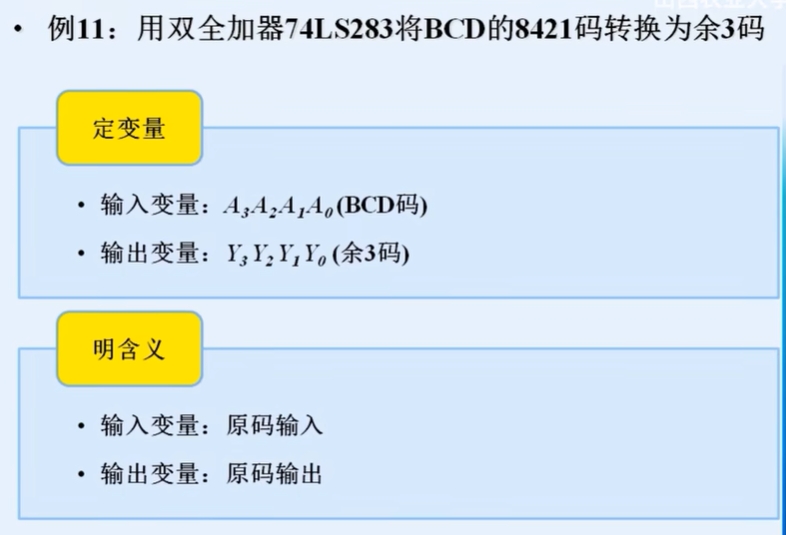 • 例11：用双全加器74LS283将BCD的8421码转换为余3码
定变量
• 输入变量：A₃A₂A₁A₀(BCD码)
• 输出变量：Y₃Y₂Y₁Y₀(余3码)
明含义
• 输入变量：原码输入
• 输出变量：原码输出